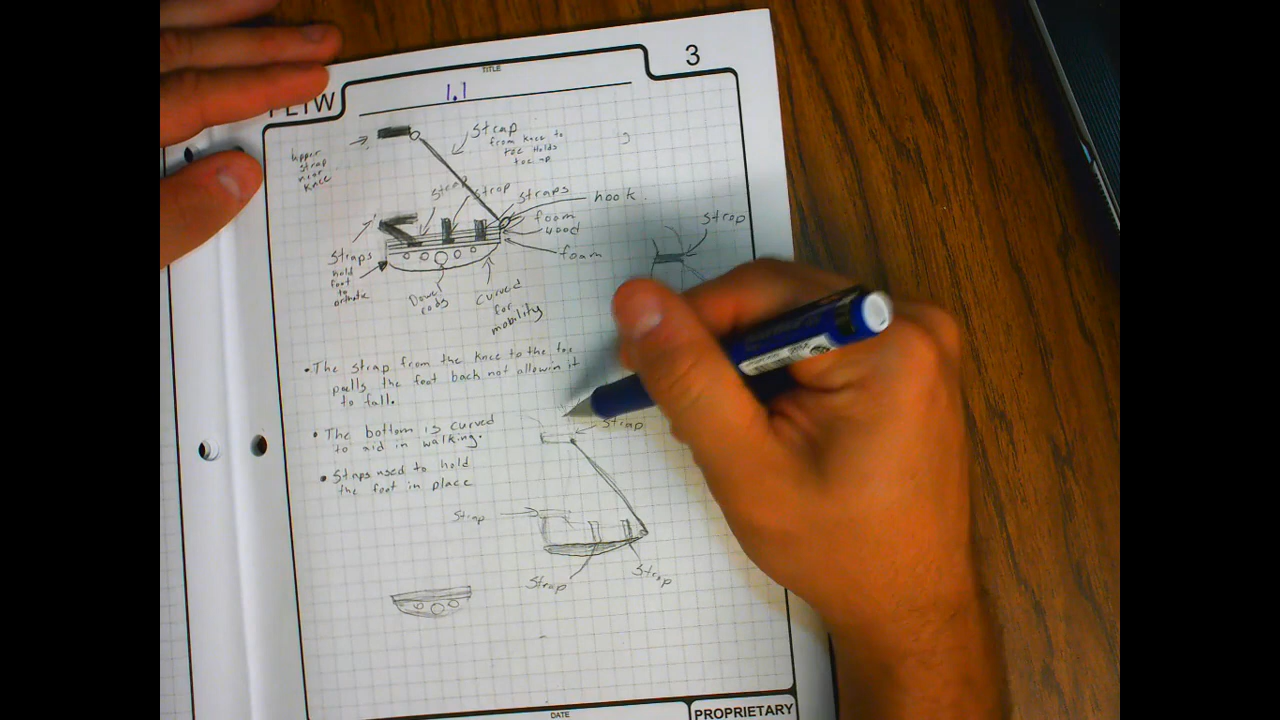 PLTW
TITLE
3
1.1
Upper
strap
near
knee
Strap
from knee to
toe Holds
toe up
Strap
Strap
Straps
hook
foam
wood
foam
Strap
Straps
hold
foot
to
Dowel
rods
Curved
for
mobility
• The strap from the knee to the toe
pulls the foot back not allowin it
to fall.
• The bottom is curved
to aid in walking.
• Straps used to hold
the foot in place
Strap
Strap
Strap
Strap
DATE
PROPRIETARY